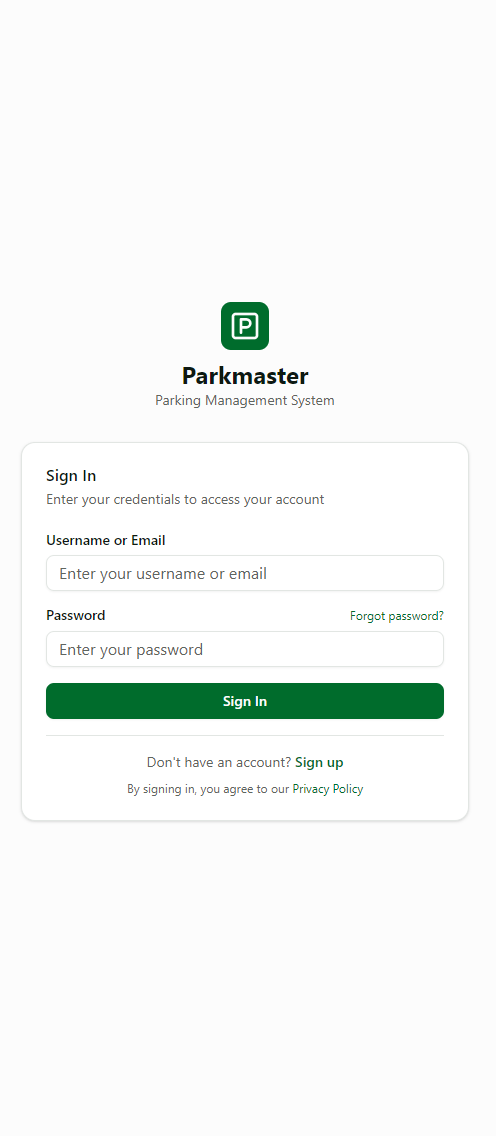 P
Parkmaster
Parking Management System
Sign In
Enter your credentials to access your account
Username or Email
Enter your username or email
Password Forgot password?
Enter your password
Sign In
Don't have an account? Sign up
By signing in, you agree to our Privacy Policy